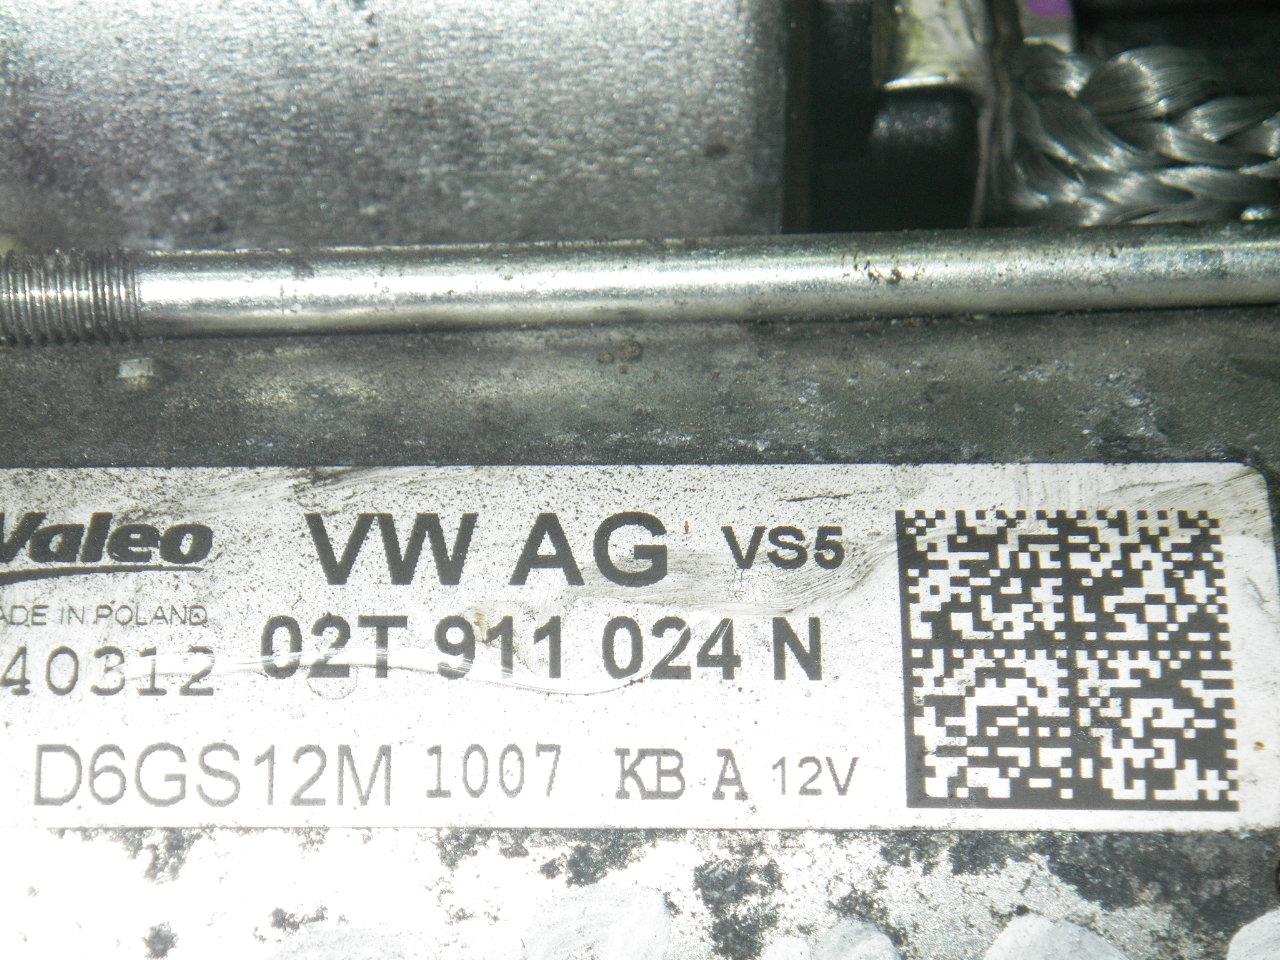 Valeo VW AG VS5
ADE IN POLAND
02T 911 024 N
40312
D6GS12M 1007 KB A 12V